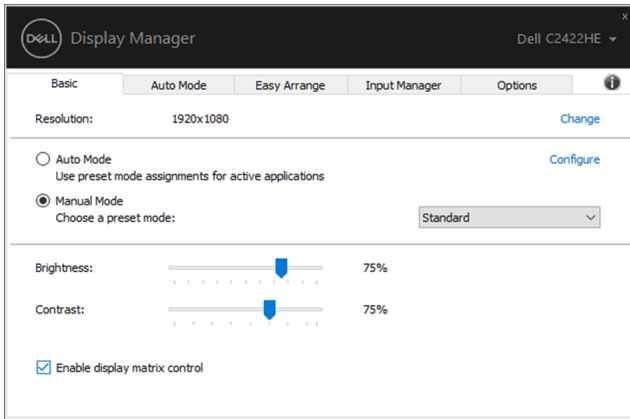 DELL Display Manager Dell C2422HE
x
Basic Auto Mode Easy Arrange Input Manager Options i
Resolution: 1920x1080 Change
Auto Mode Configure
Use preset mode assignments for active applications
Manual Mode
Choose a preset mode: Standard
Brightness: 75%
Contrast: 75%
Enable display matrix control